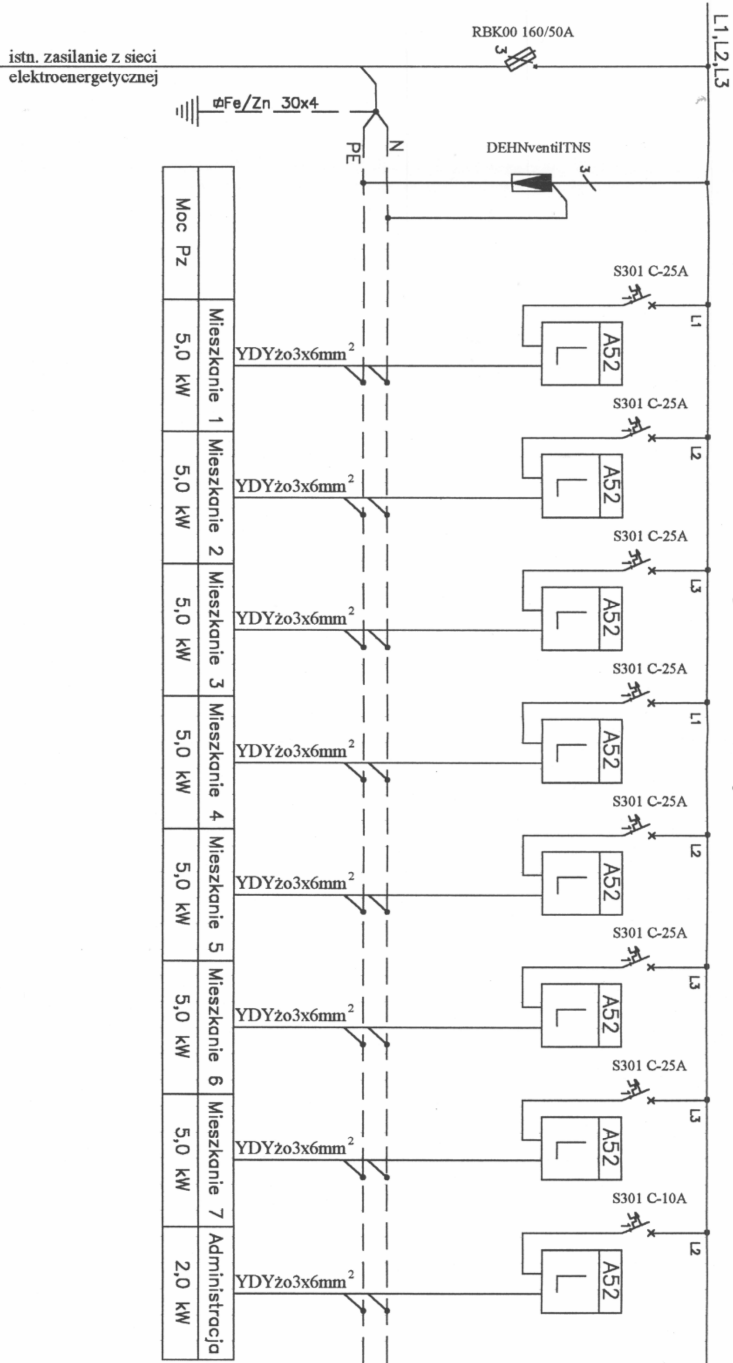 L1,L2,L3
RBK00 160/50A
3
istn. zasilanie z sieci
elektroenergetycznej
φFe/Zn 30x4
PE
N
DEHNventilTNS
3
Moc Pz
S301 C-25A
L1
A52
L
YDYżo3x6mm²
Mieszkanie 1
5,0 kW
S301 C-25A
L2
A52
L
YDYżo3x6mm²
Mieszkanie 2
5,0 kW
S301 C-25A
L3
A52
L
YDYżo3x6mm²
Mieszkanie 3
5,0 kW
S301 C-25A
L1
A52
L
YDYżo3x6mm²
Mieszkanie 4
5,0 kW
S301 C-25A
L2
A52
L
YDYżo3x6mm²
Mieszkanie 5
5,0 kW
S301 C-25A
L3
A52
L
YDYżo3x6mm²
Mieszkanie 6
5,0 kW
S301 C-25A
L3
A52
L
YDYżo3x6mm²
Mieszkanie 7
5,0 kW
S301 C-10A
L2
A52
L
YDYżo3x6mm²
Administracja
2,0 kW